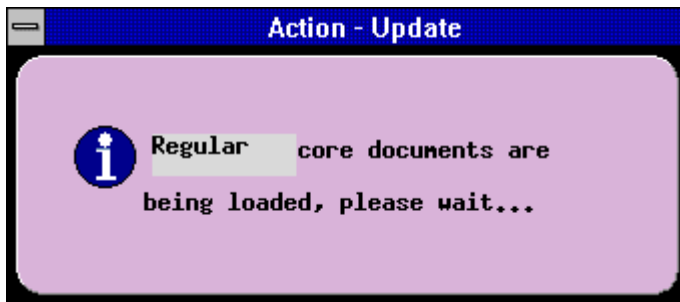 Action - Update
Regular core documents are
being loaded, please wait...